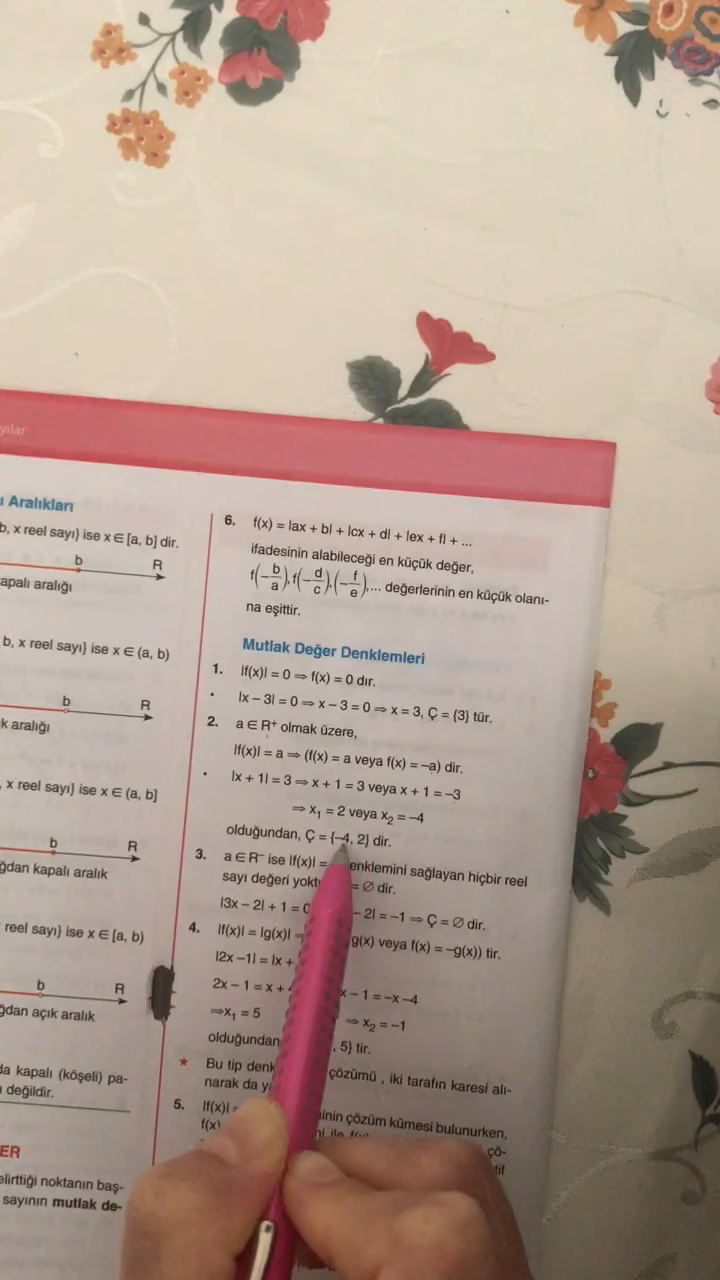 yılar
Aralıkları
b, x reel sayı} ise x ∈ [a, b] dir.
b R
apalı aralığı
b, x reel sayı} ise x ∈ (a, b)
b R
k aralığı
, x reel sayı} ise x ∈ (a, b]
b R
ğdan kapalı aralık
reel sayı} ise x ∈ [a, b)
b R
ğdan açık aralık
da kapalı (köşeli) pa-
değildir.
ER
elirttiği noktanın baş-
sayının mutlak de-
6. f(x) = |ax + b| + |cx + d| + |ex + f| + ...
ifadesinin alabileceği en küçük değer,
f(-b/a), f(-d/c), (-f/e), ... değerlerinin en küçük olanı-
na eşittir.
Mutlak Değer Denklemleri
1. |f(x)| = 0 ⇒ f(x) = 0 dır.
• |x – 3| = 0 ⇒ x – 3 = 0 ⇒ x = 3, Ç = {3} tür.
2. a ∈ R⁺ olmak üzere,
|f(x)| = a ⇒ (f(x) = a veya f(x) = –a) dir.
• |x + 1| = 3 ⇒ x + 1 = 3 veya x + 1 = –3
⇒ x₁ = 2 veya x₂ = –4
olduğundan, Ç = {–4, 2} dir.
3. a ∈ R⁻ ise |f(x)| = enklemini sağlayan hiçbir reel
sayı değeri yokt = ∅ dir.
|3x – 2| + 1 = 0 – 2| = –1 ⇒ Ç = ∅ dir.
4. |f(x)| = |g(x)| g(x) veya f(x) = –g(x)) tir.
|2x –1| = |x +
2x – 1 = x + x – 1 = –x –4
⇒x₁ = 5 ⇒ x₂ = –1
olduğundan , 5} tir.
* Bu tip denk çözümü , iki tarafın karesi alı-
narak da y
5. |f(x)| = inin çözüm kümesi bulunurken,
f(x)
çö-